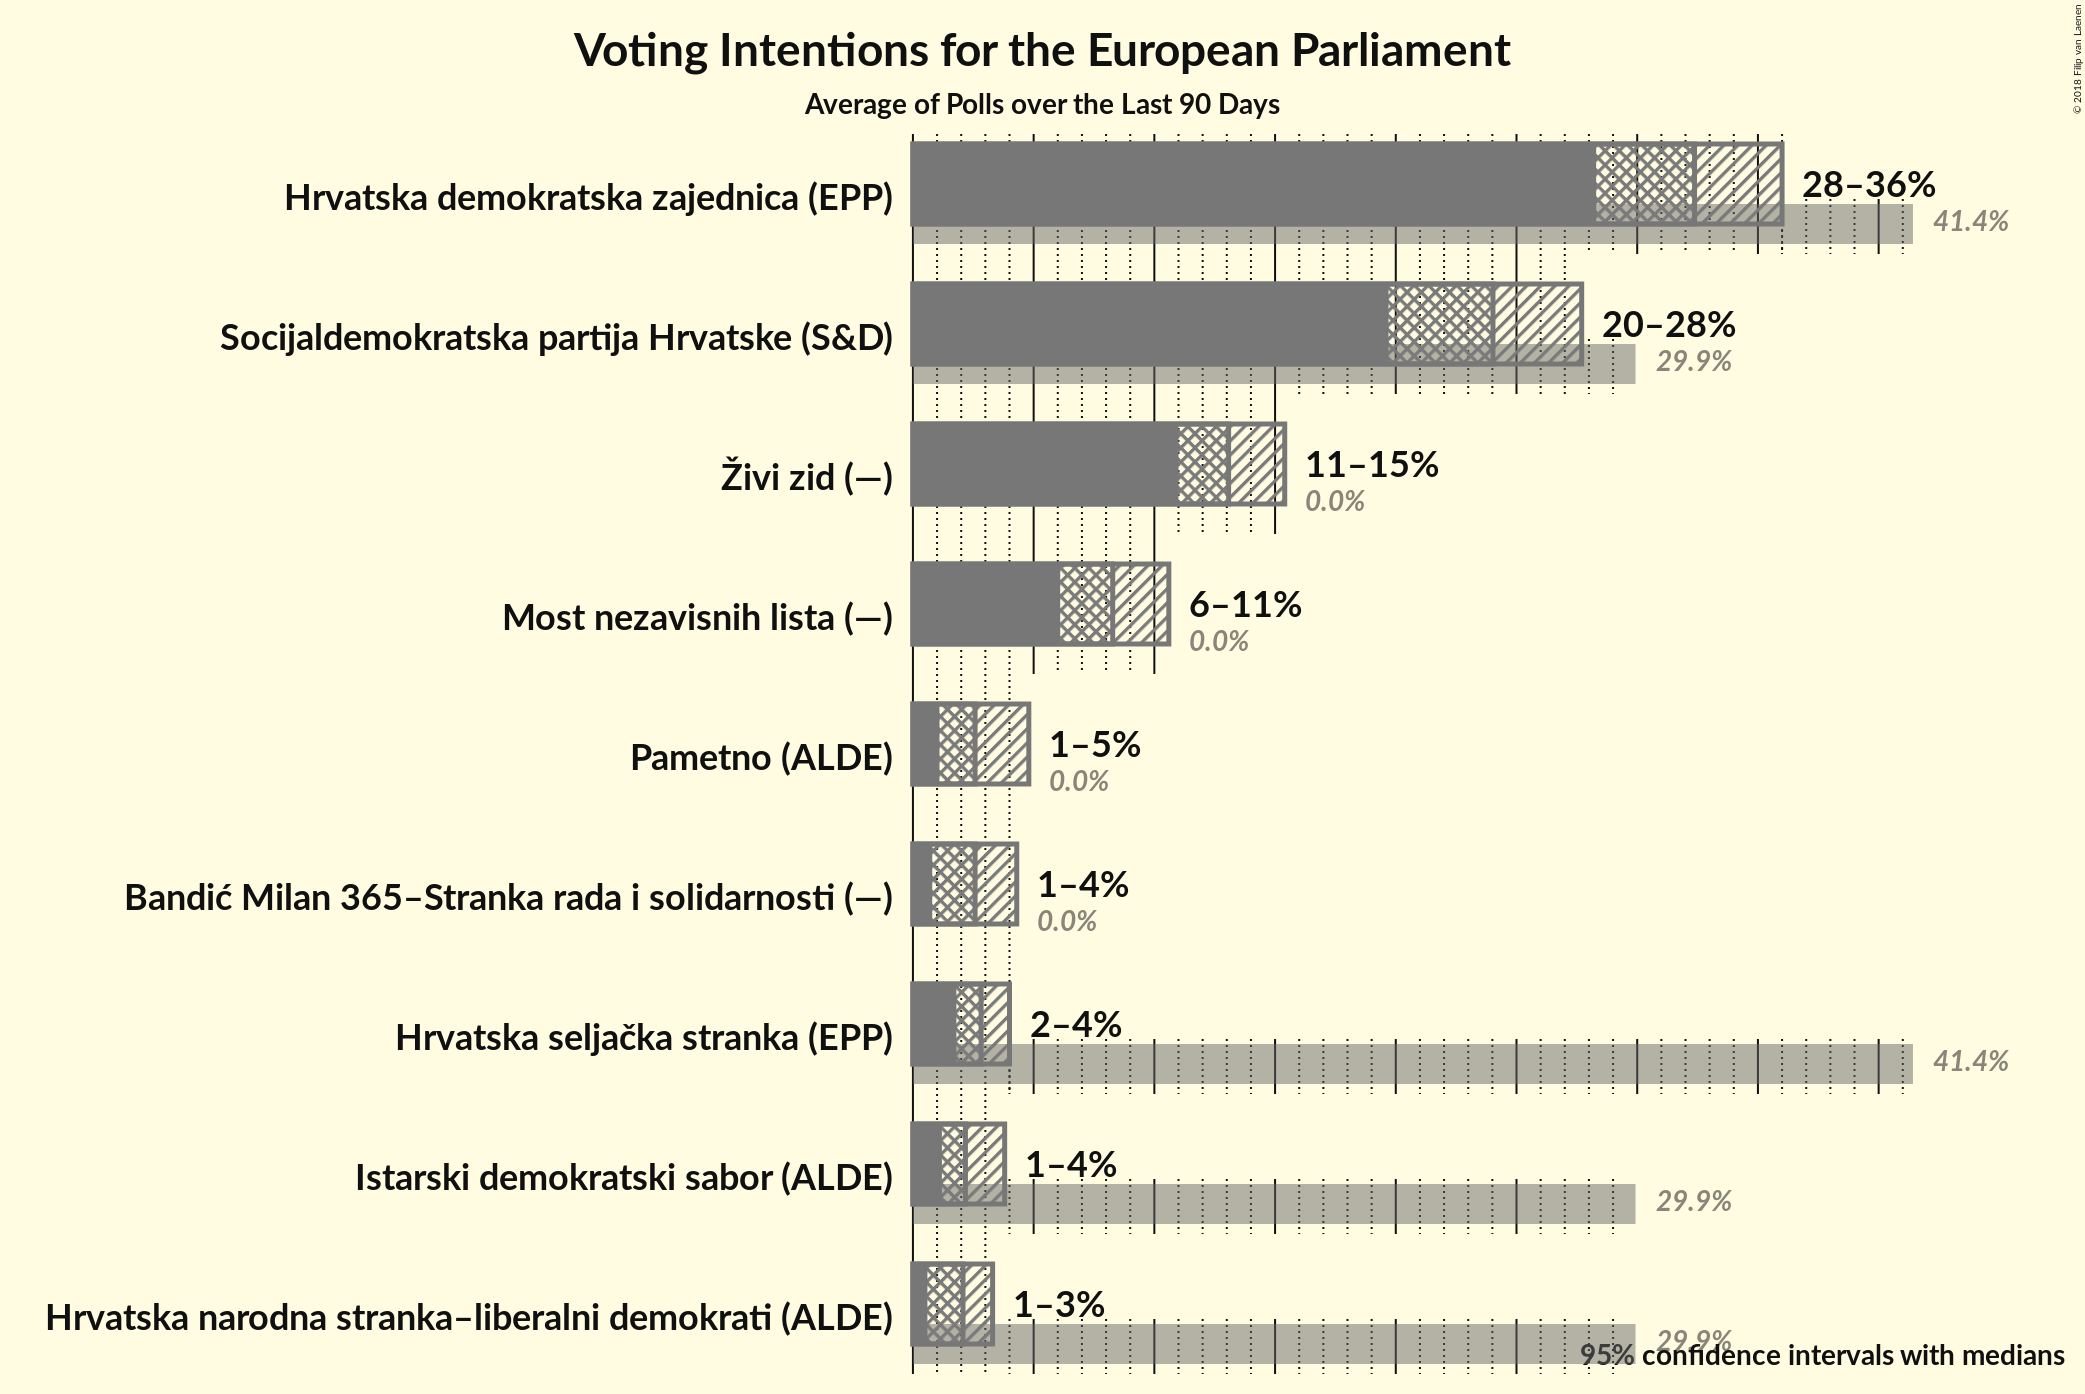 © 2018 Filip van Laenen
Voting Intentions for the European Parliament
Average of Polls over the Last 90 Days
Hrvatska demokratska zajednica (EPP)
28–36%
41.4%
Socijaldemokratska partija Hrvatske (S&D)
20–28%
29.9%
Živi zid (—)
11–15%
0.0%
Most nezavisnih lista (—)
6–11%
0.0%
Pametno (ALDE)
1–5%
0.0%
Bandić Milan 365–Stranka rada i solidarnosti (—)
1–4%
0.0%
Hrvatska seljačka stranka (EPP)
2–4%
41.4%
Istarski demokratski sabor (ALDE)
1–4%
29.9%
Hrvatska narodna stranka–liberalni demokrati (ALDE)
1–3%
29.9%
95% confidence intervals with medians